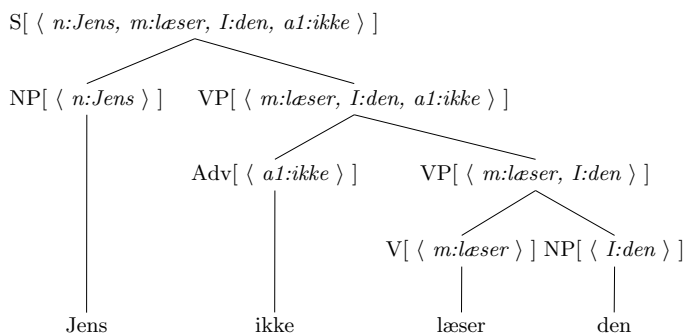 S[ ⟨ n:Jens, m:læser, I:den, a1:ikke ⟩ ]
NP[ ⟨ n:Jens ⟩ ] VP[ ⟨ m:læser, I:den, a1:ikke ⟩ ]
Adv[ ⟨ a1:ikke ⟩ ] VP[ ⟨ m:læser, I:den ⟩ ]
V[ ⟨ m:læser ⟩ ] NP[ ⟨ I:den ⟩ ]
Jens ikke læser den